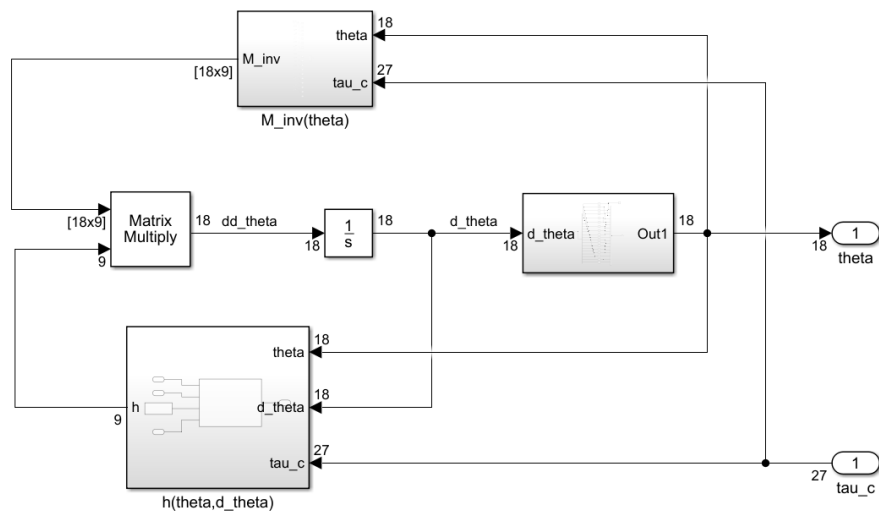 18
theta
M_inv
27
[18x9]
tau_c
M_inv(theta)
Matrix
Multiply
[18x9]
9
18
dd_theta
18
1
s
18
d_theta
18
d_theta
Out1
18
1
18
theta
18
theta
18
h
d_theta
9
27
tau_c
h(theta,d_theta)
1
27
tau_c